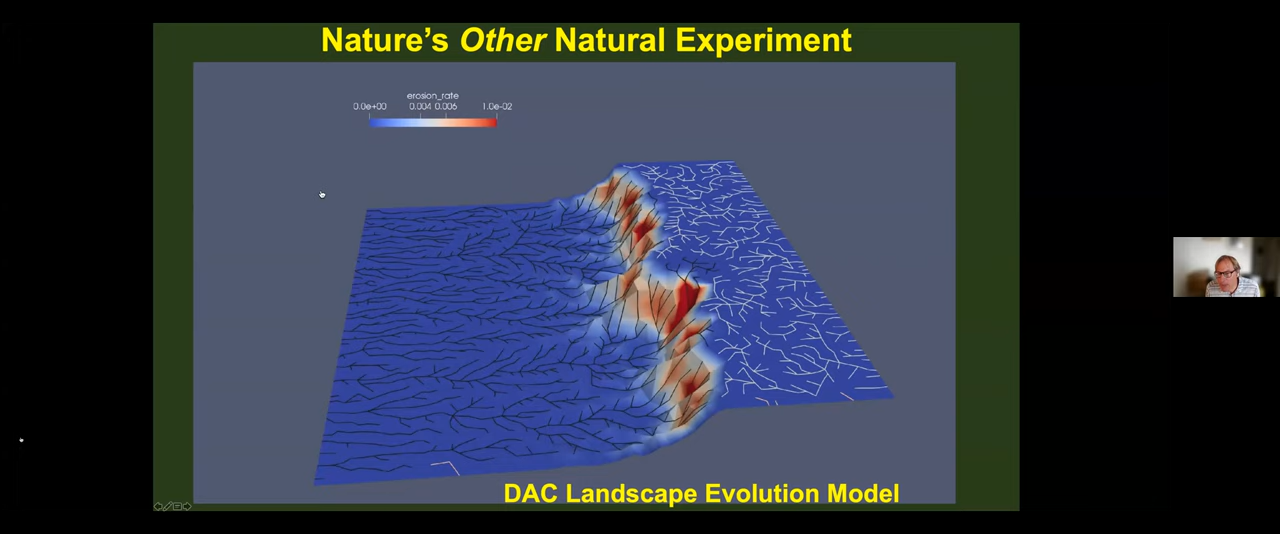 Nature's Other Natural Experiment
erosion_rate
0.0e+00 0.004 0.006 1.0e-02
DAC Landscape Evolution Model